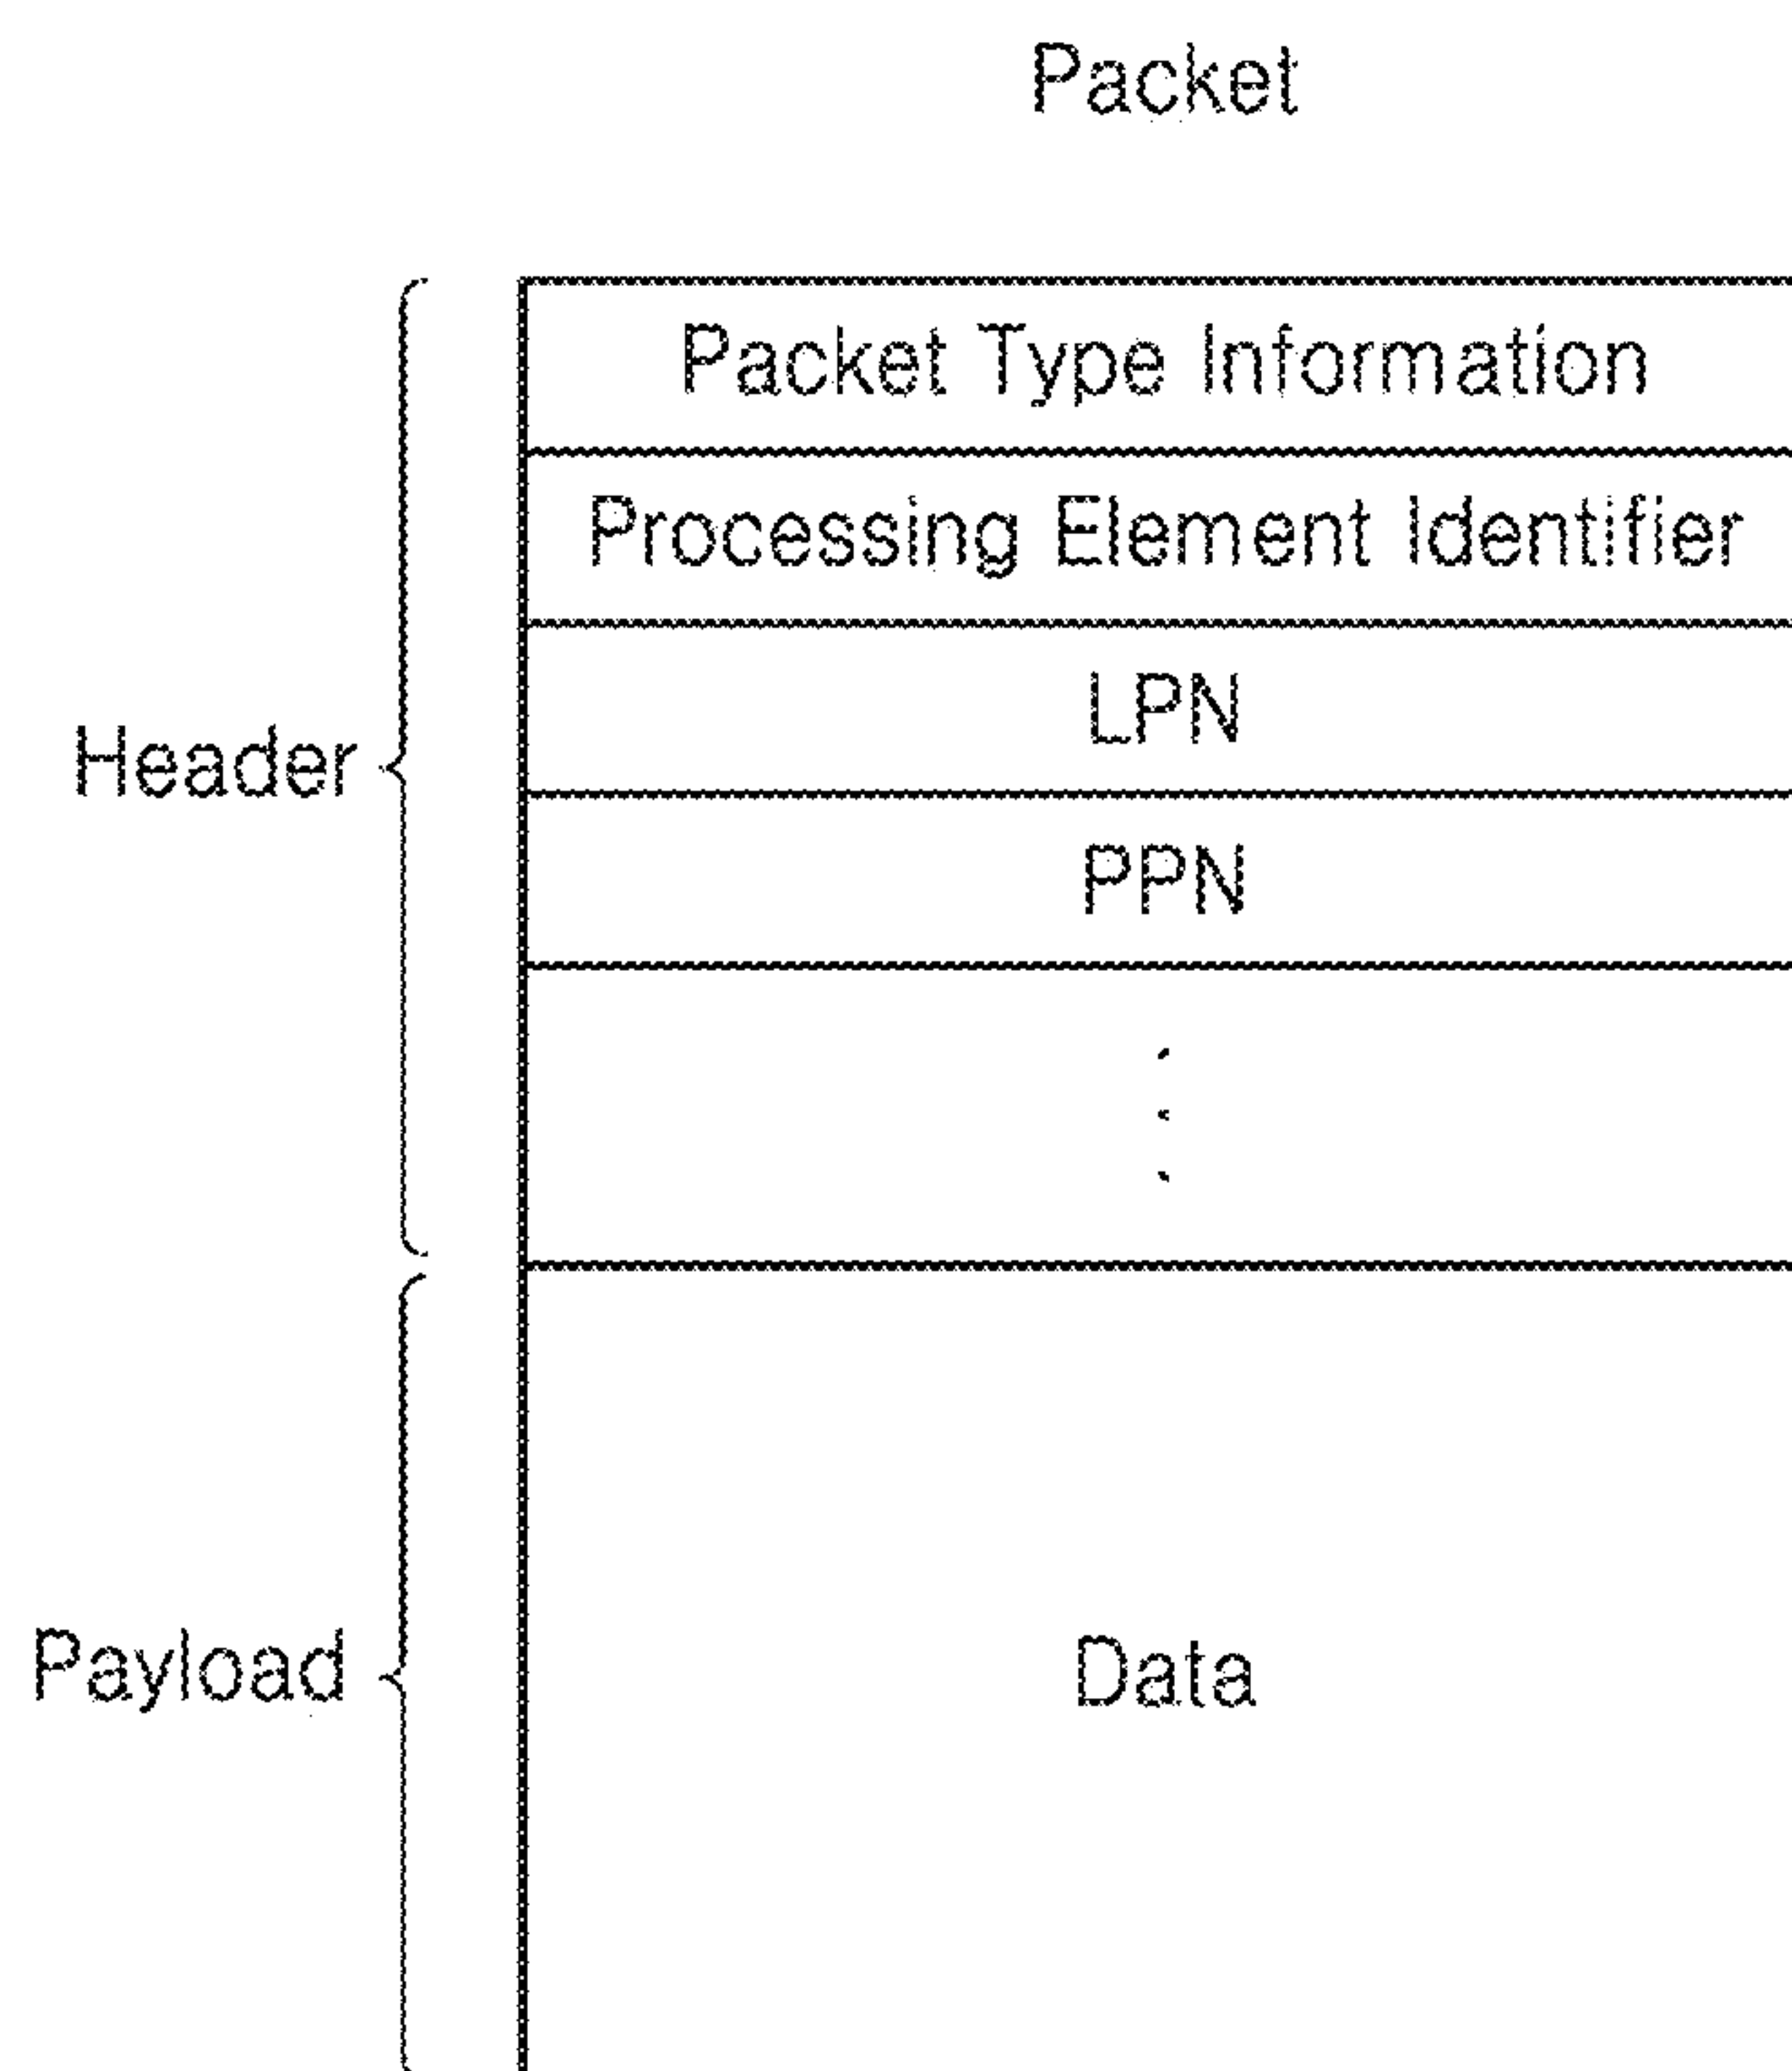 Packet
Packet Type Information
Processing Element Identifier
LPN
Header
PPN
Payload
Data